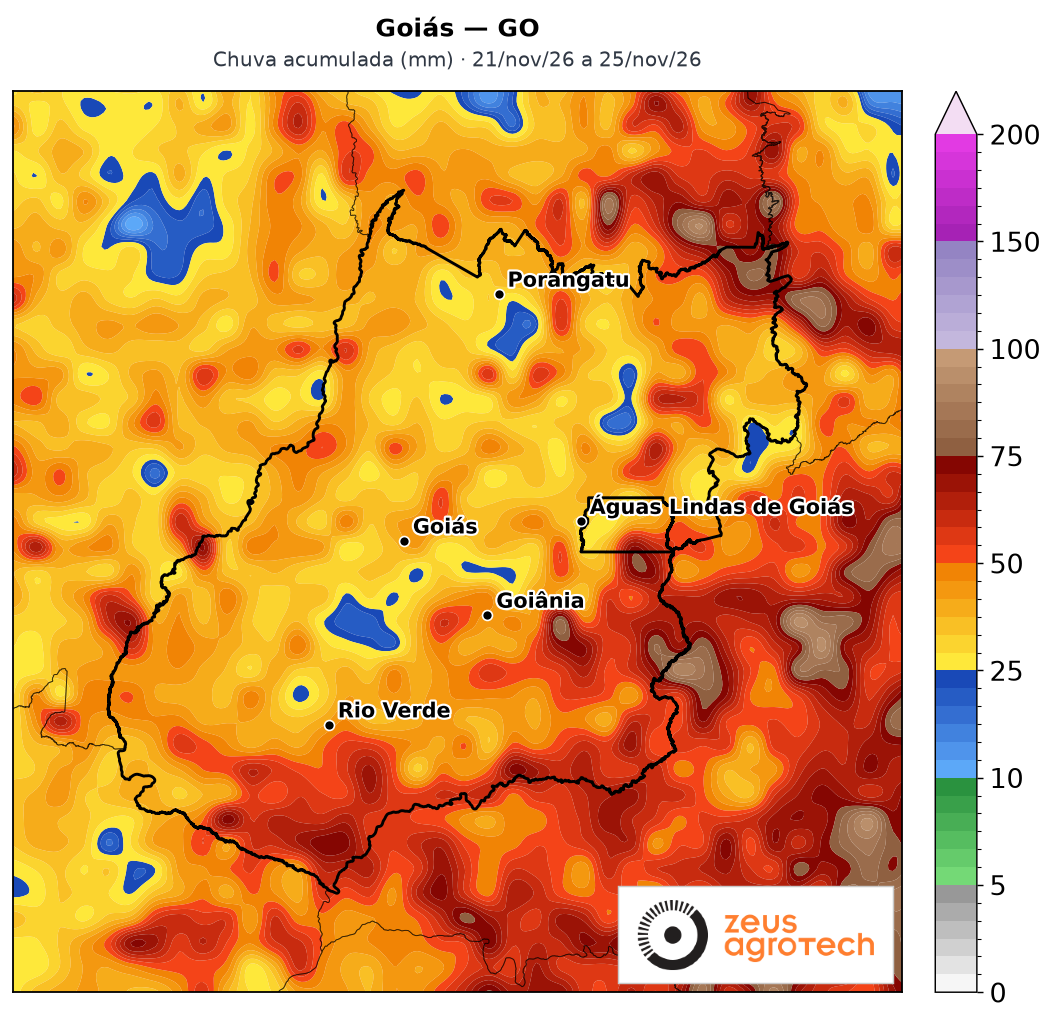 Goiás — GO
Chuva acumulada (mm) · 21/nov/26 a 25/nov/26
200
150
100
75
50
25
10
5
0
Porangatu
Águas Lindas de Goiás
Goiás
Goiânia
Rio Verde
zeus
agrotech